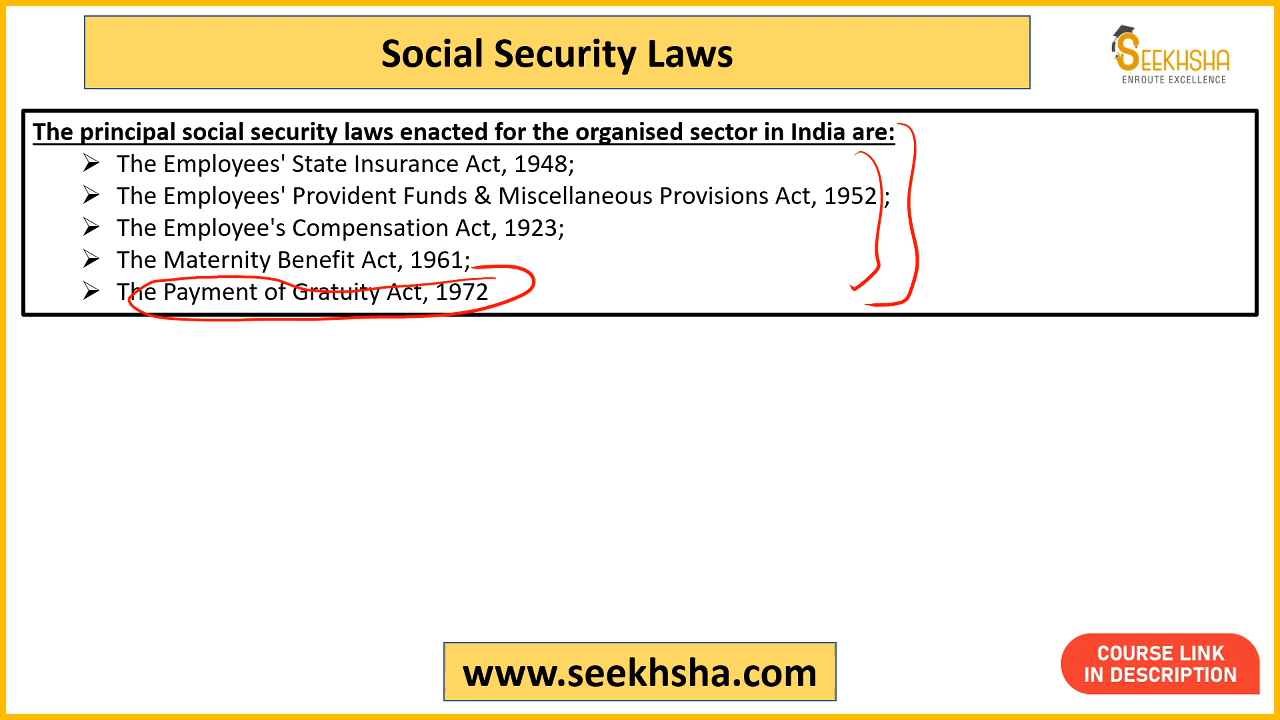 Social Security Laws
SEEKHSHA
ENROUTE EXCELLENCE
The principal social security laws enacted for the organised sector in India are:
The Employees' State Insurance Act, 1948;
The Employees' Provident Funds & Miscellaneous Provisions Act, 1952 ;
The Employee's Compensation Act, 1923;
The Maternity Benefit Act, 1961;
The Payment of Gratuity Act, 1972
www.seekhsha.com
COURSE LINK
IN DESCRIPTION